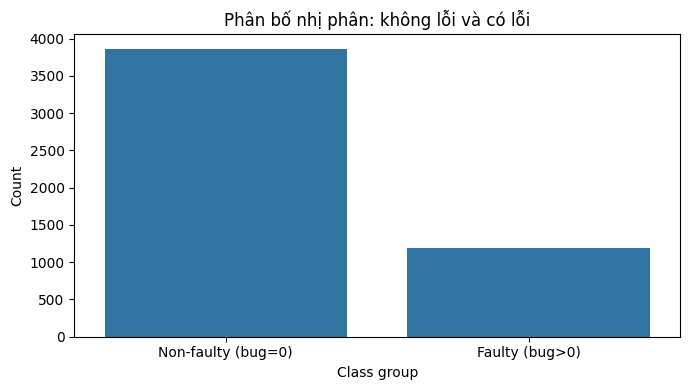 Phân bố nhị phân: không lỗi và có lỗi
4000
3500
3000
2500
2000
1500
1000
500
0
Count
Non-faulty (bug=0)
Faulty (bug>0)
Class group